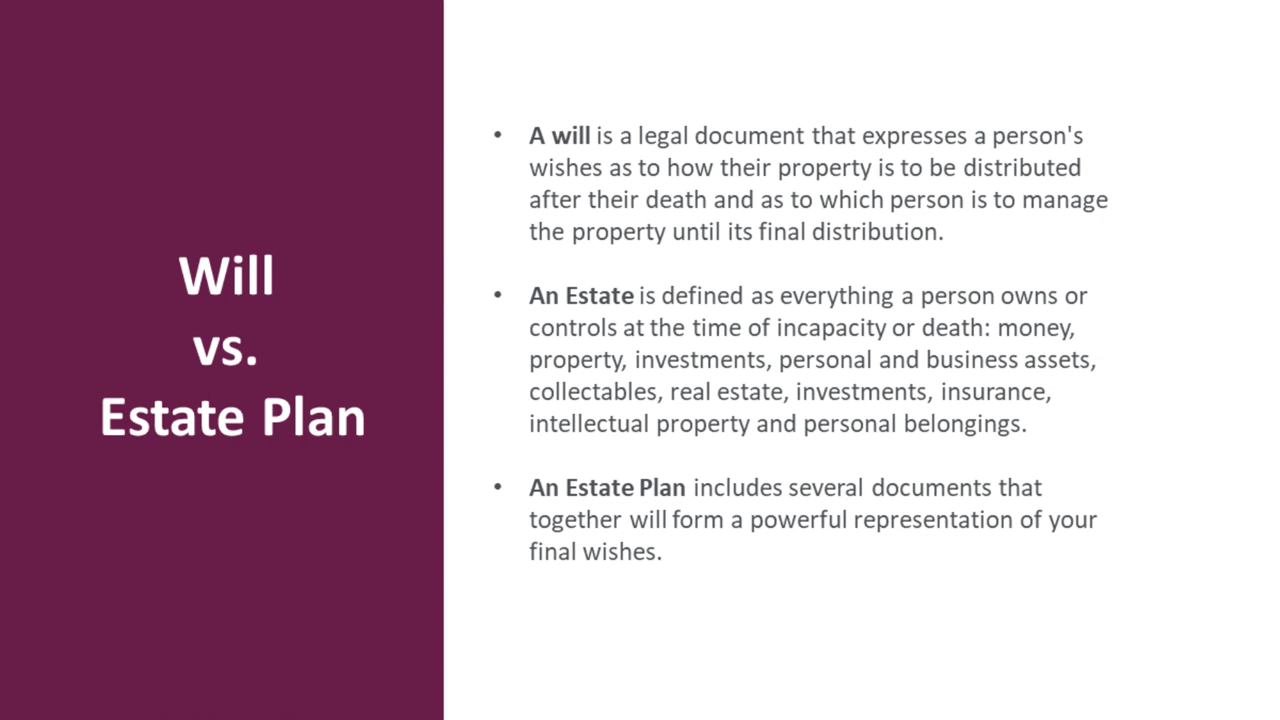 Will
vs.
Estate Plan
• A will is a legal document that expresses a person's
wishes as to how their property is to be distributed
after their death and as to which person is to manage
the property until its final distribution.
• An Estate is defined as everything a person owns or
controls at the time of incapacity or death: money,
property, investments, personal and business assets,
collectables, real estate, investments, insurance,
intellectual property and personal belongings.
• An Estate Plan includes several documents that
together will form a powerful representation of your
final wishes.